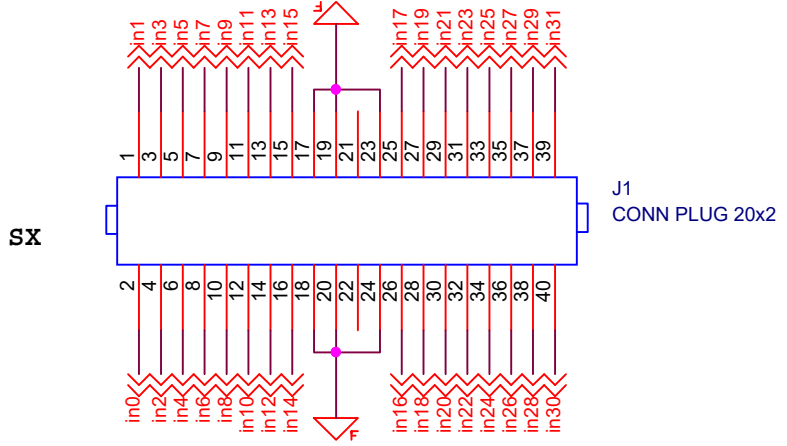 in1 in3 in5 in7 in9 in11 in13 in15 F in17 in19 in21 in23 in25 in27 in29 in31
1 3 5 7 9 11 13 15 17 19 21 23 25 27 29 31 33 35 37 39
J1
CONN PLUG 20x2
SX
2 4 6 8 10 12 14 16 18 20 22 24 26 28 30 32 34 36 38 40
in0 in2 in4 in6 in8 in10 in12 in14 F in16 in18 in20 in22 in24 in26 in28 in30